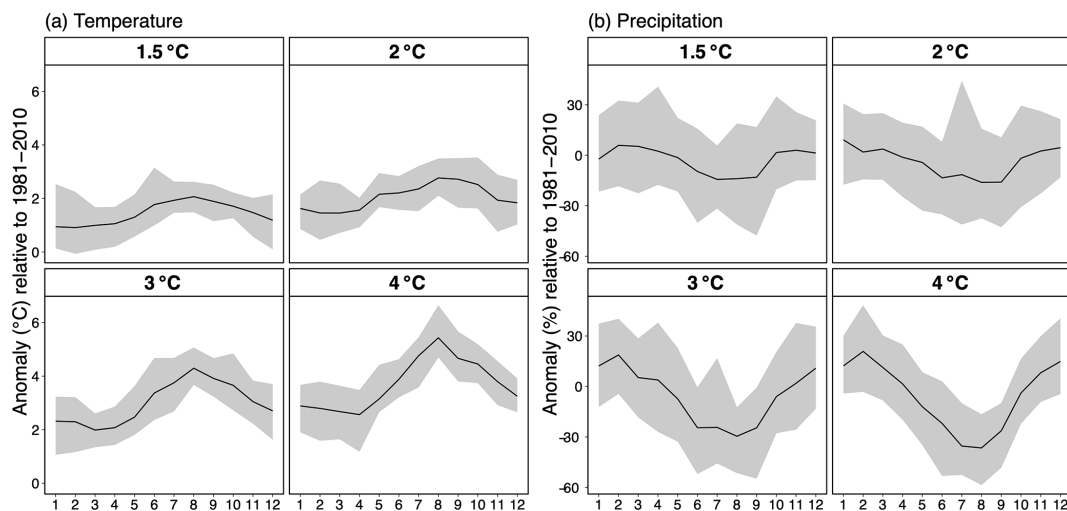 (a) Temperature
1.5 °C
2 °C
3 °C
4 °C
Anomaly (°C) relative to 1981−2010
6
4
2
0
6
4
2
0
1 2 3 4 5 6 7 8 9 10 11 12
1 2 3 4 5 6 7 8 9 10 11 12
(b) Precipitation
1.5 °C
2 °C
3 °C
4 °C
Anomaly (%) relative to 1981−2010
30
0
-30
-60
30
0
-30
-60
1 2 3 4 5 6 7 8 9 10 11 12
1 2 3 4 5 6 7 8 9 10 11 12